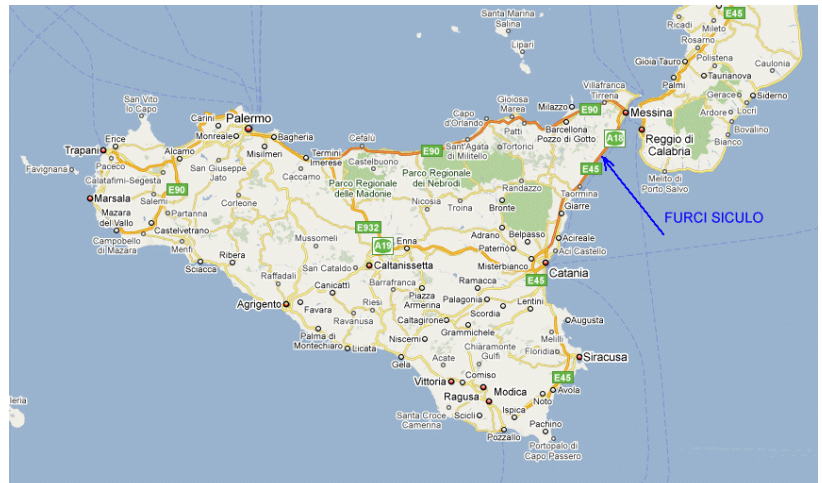 Santa Marina
Salina
Ricadi
Mileto
E45
Lipari
Rosarno
Gioia Tauro
Polistena
Caulonia
Taurianova
Palmi
Villafranca
Tirrena
Gerace
Siderno
San Vito
lo Capo
Carini
Palermo
Milazzo
E90
Messina
Ardore
Locri
Gioiosa
Marea
Capo
d'Orlando
Patti
Barcellona
Pozzo di Gotto
A18
Reggio di
Calabria
Bovalino
Bianco
Erice
Monreale
Bagheria
Cefalù
Trapani
Alcamo
Misilmeri
Termini
Imerese
E90
Sant'Agata
di Militello
Tortorici
E45
Paceco
Favignana
San Giuseppe
Jato
Castelbuono
Caccamo
Melito di
Porto Salvo
Calatafimi-Segesta
E90
Parco Regionale
delle Madonie
Parco Regionale
dei Nebrodi
Randazzo
Taormina
Marsala
Salemi
Corleone
Nicosia
Troina
Bronte
Giarre
FURCI SICULO
Mazara
del Vallo
Partanna
Castelvetrano
E932
Adrano
Belpasso
Acireale
Campobello
di Mazara
Menfi
Mussomeli
A19
Enna
Paternò
Aci Castello
Ribera
Sciacca
San Cataldo
Caltanissetta
Misterbianco
Catania
Raffadali
Canicatti
Barrafranca
Ramacca
E45
Agrigento
Favara
Riesi
Piazza
Armerina
Palagonia
Lentini
Ravanusa
Caltagirone
Scordia
Augusta
Palma di
Montechiaro
Licata
Niscemi
Grammichele
Melilli
Chiaramonte
Gulfi
Floridia
Siracusa
Gela
Acate
Vittoria
Comiso
E45
Modica
Avola
Ragusa
Noto
Santa Croce
Camerina
Scicli
Ispica
Pachino
Pozzallo
Portopalo di
Capo Passero